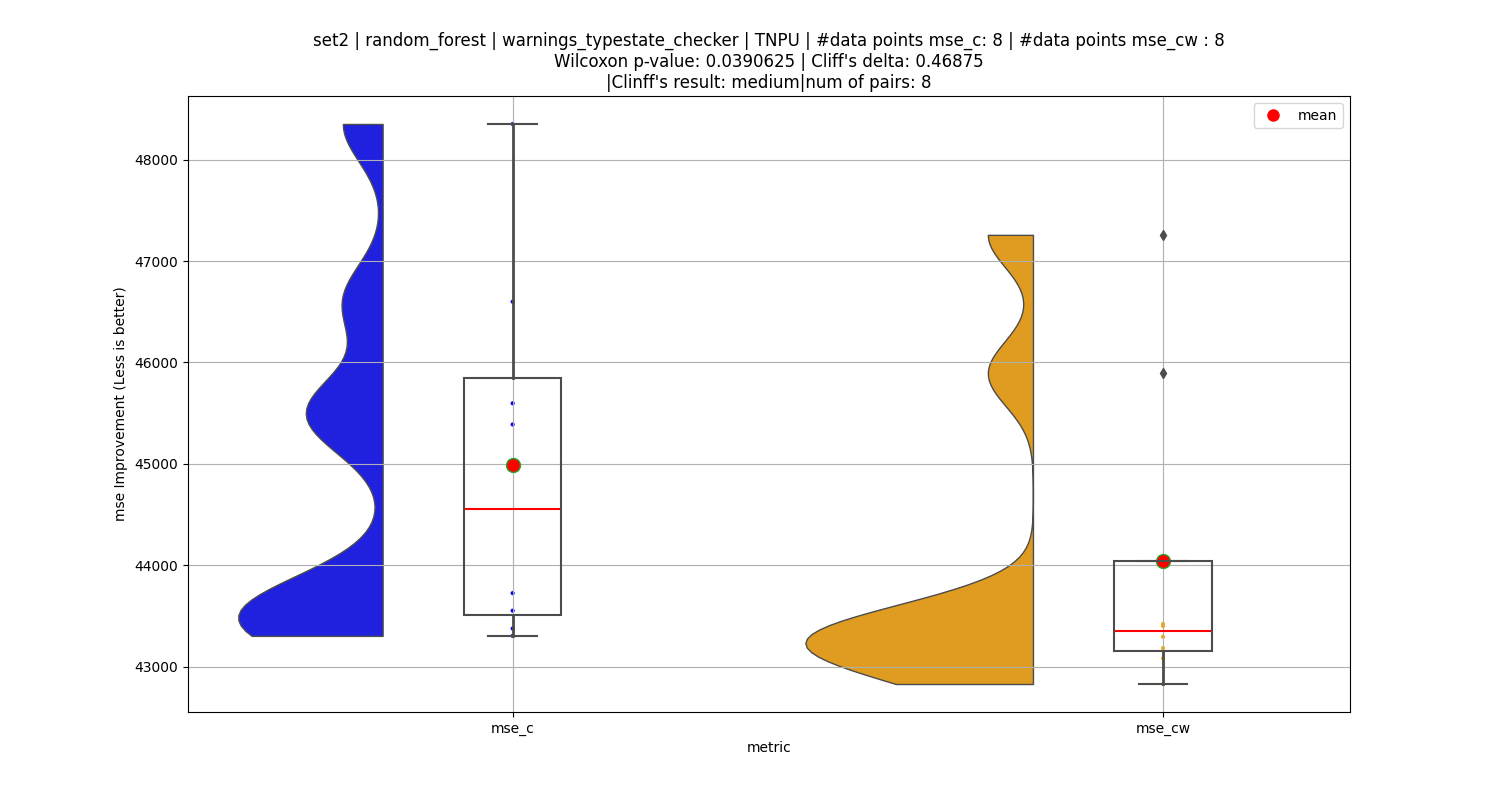 set2 | random_forest | warnings_typestate_checker | TNPU | #data points mse_c: 8 | #data points mse_cw : 8
Wilcoxon p-value: 0.0390625 | Cliff's delta: 0.46875
|Clinff's result: medium|num of pairs: 8
mean
48000
47000
46000
45000
44000
43000
mse Improvement (Less is better)
mse_c
mse_cw
metric